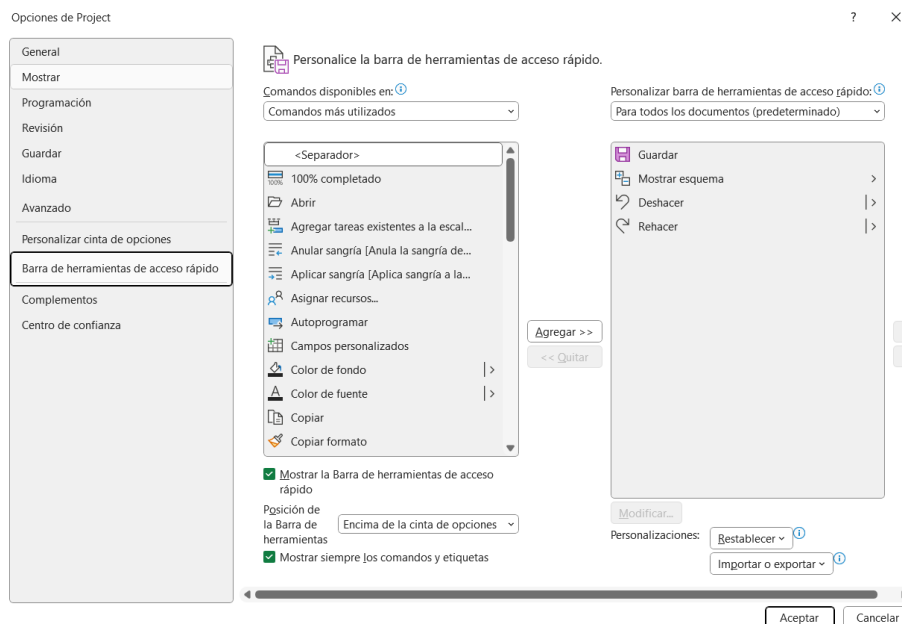 Opciones de Project
?
General
Mostrar
Programación
Revisión
Guardar
Idioma
Avanzado
Personalizar cinta de opciones
Barra de herramientas de acceso rápido
Complementos
Centro de confianza
Personalice la barra de herramientas de acceso rápido.
Comandos disponibles en:
Comandos más utilizados
<Separador>
100% completado
Abrir
Agregar tareas existentes a la escal...
Anular sangría [Anula la sangría de...
Aplicar sangría [Aplica sangría a la...
Asignar recursos...
Autoprogramar
Campos personalizados
Color de fondo
Color de fuente
Copiar
Copiar formato
Mostrar la Barra de herramientas de acceso
rápido
Posición de
la Barra de
herramientas
Encima de la cinta de opciones
Mostrar siempre los comandos y etiquetas
Agregar >>
<< Quitar
Personalizar barra de herramientas de acceso rápido:
Para todos los documentos (predeterminado)
Guardar
Mostrar esquema
Deshacer
Rehacer
Modificar...
Personalizaciones:
Restablecer
Importar o exportar
Aceptar
Cancelar